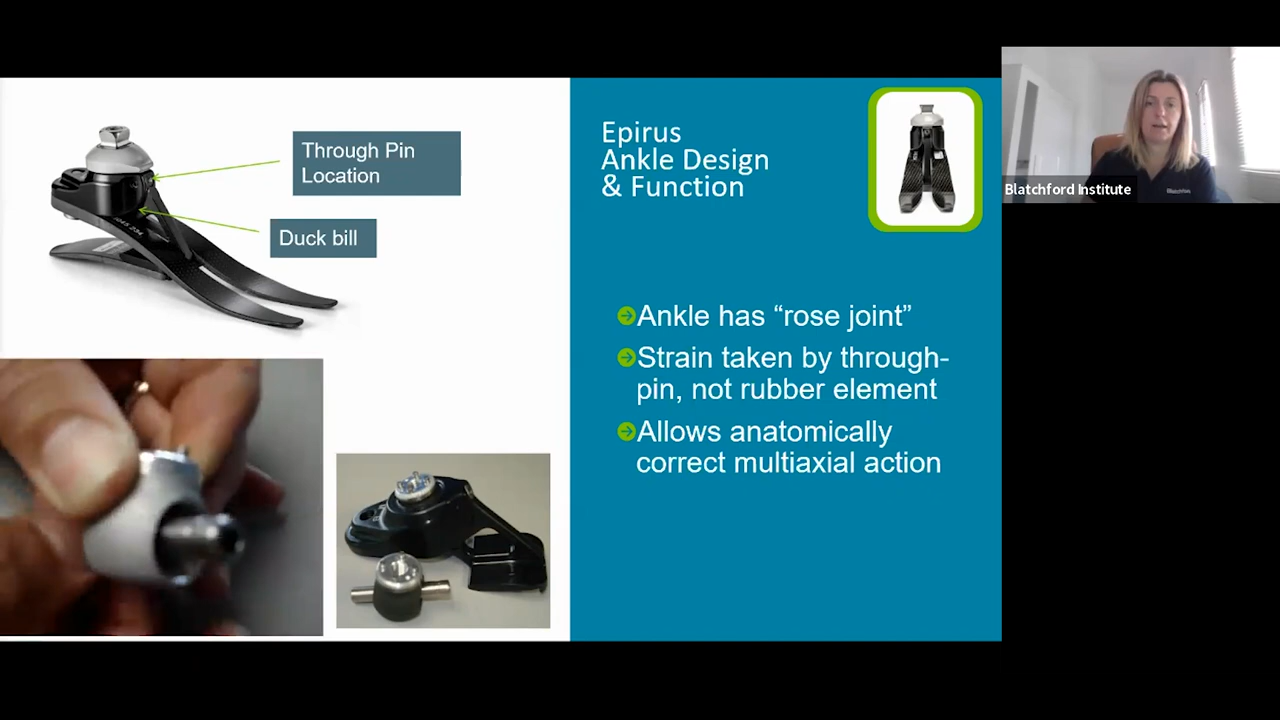 Through Pin
Location
Duck bill
Epirus
Ankle Design
& Function
Ankle has “rose joint”
Strain taken by through-
pin, not rubber element
Allows anatomically
correct multiaxial action
Blatchford Institute